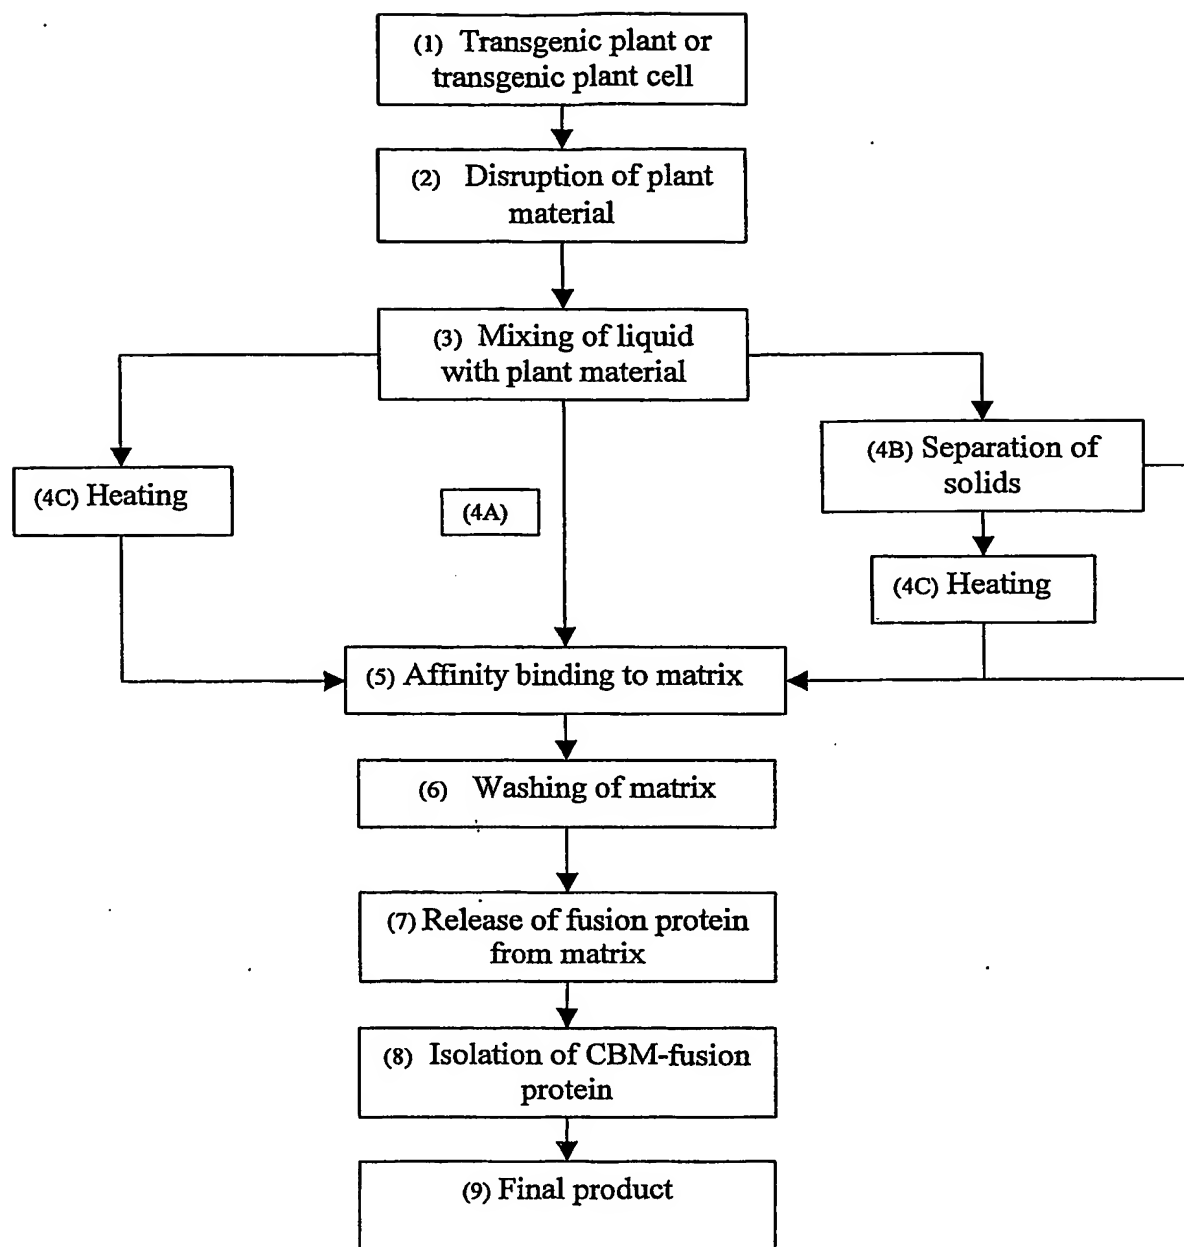 (1) Transgenic plant or
transgenic plant cell
(2) Disruption of plant
material
(3) Mixing of liquid
with plant material
(4C) Heating
(4A)
(4B) Separation of
solids
(4C) Heating
(5) Affinity binding to matrix
(6) Washing of matrix
(7) Release of fusion protein
from matrix
(8) Isolation of CBM-fusion
protein
(9) Final product